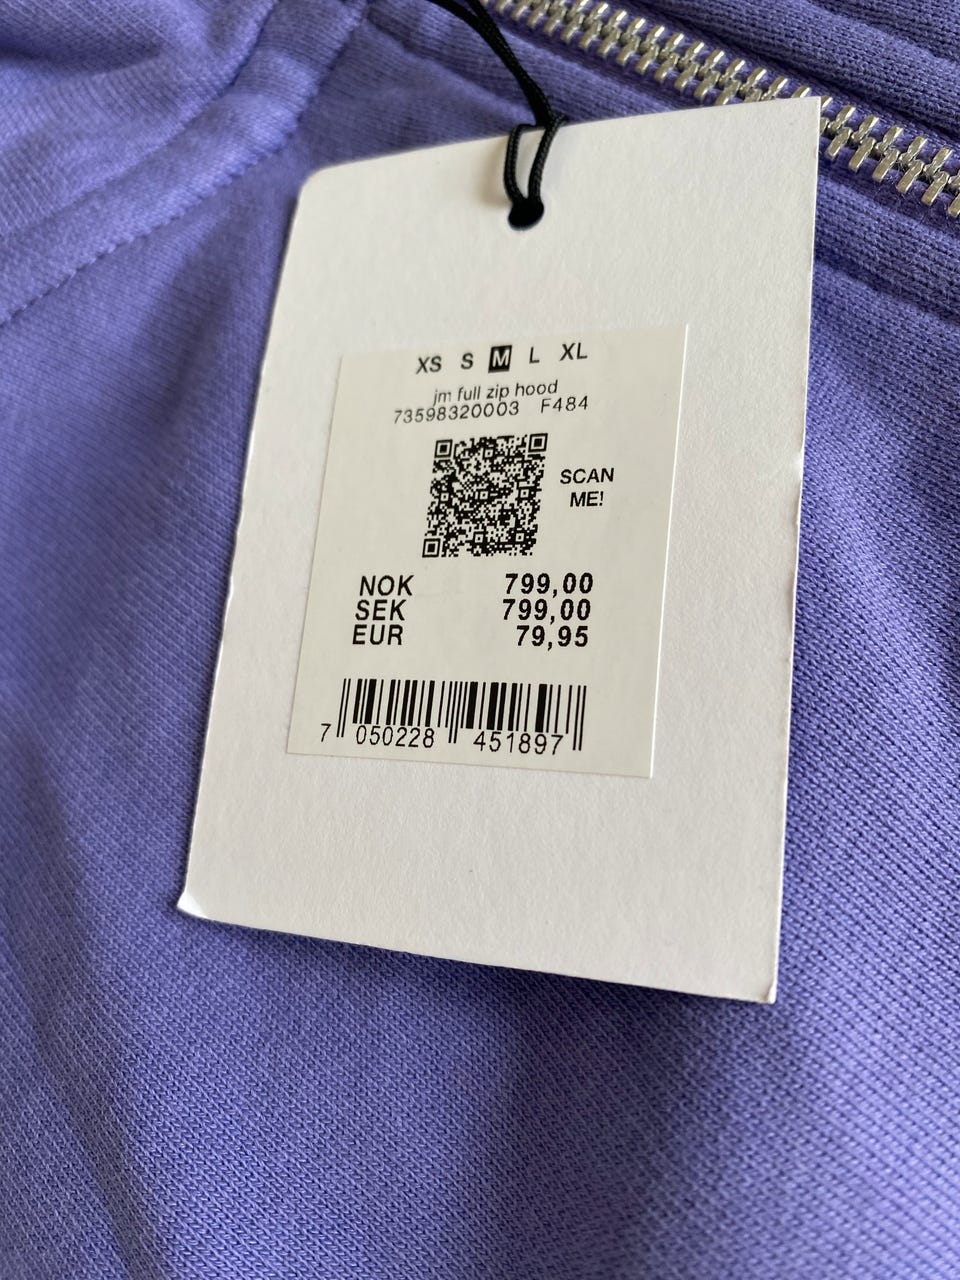 XS S M L XL
jm full zip hood
73598320003 F484
SCAN
ME!
NOK 799,00
SEK 799,00
EUR 79,95
7 050228 451897